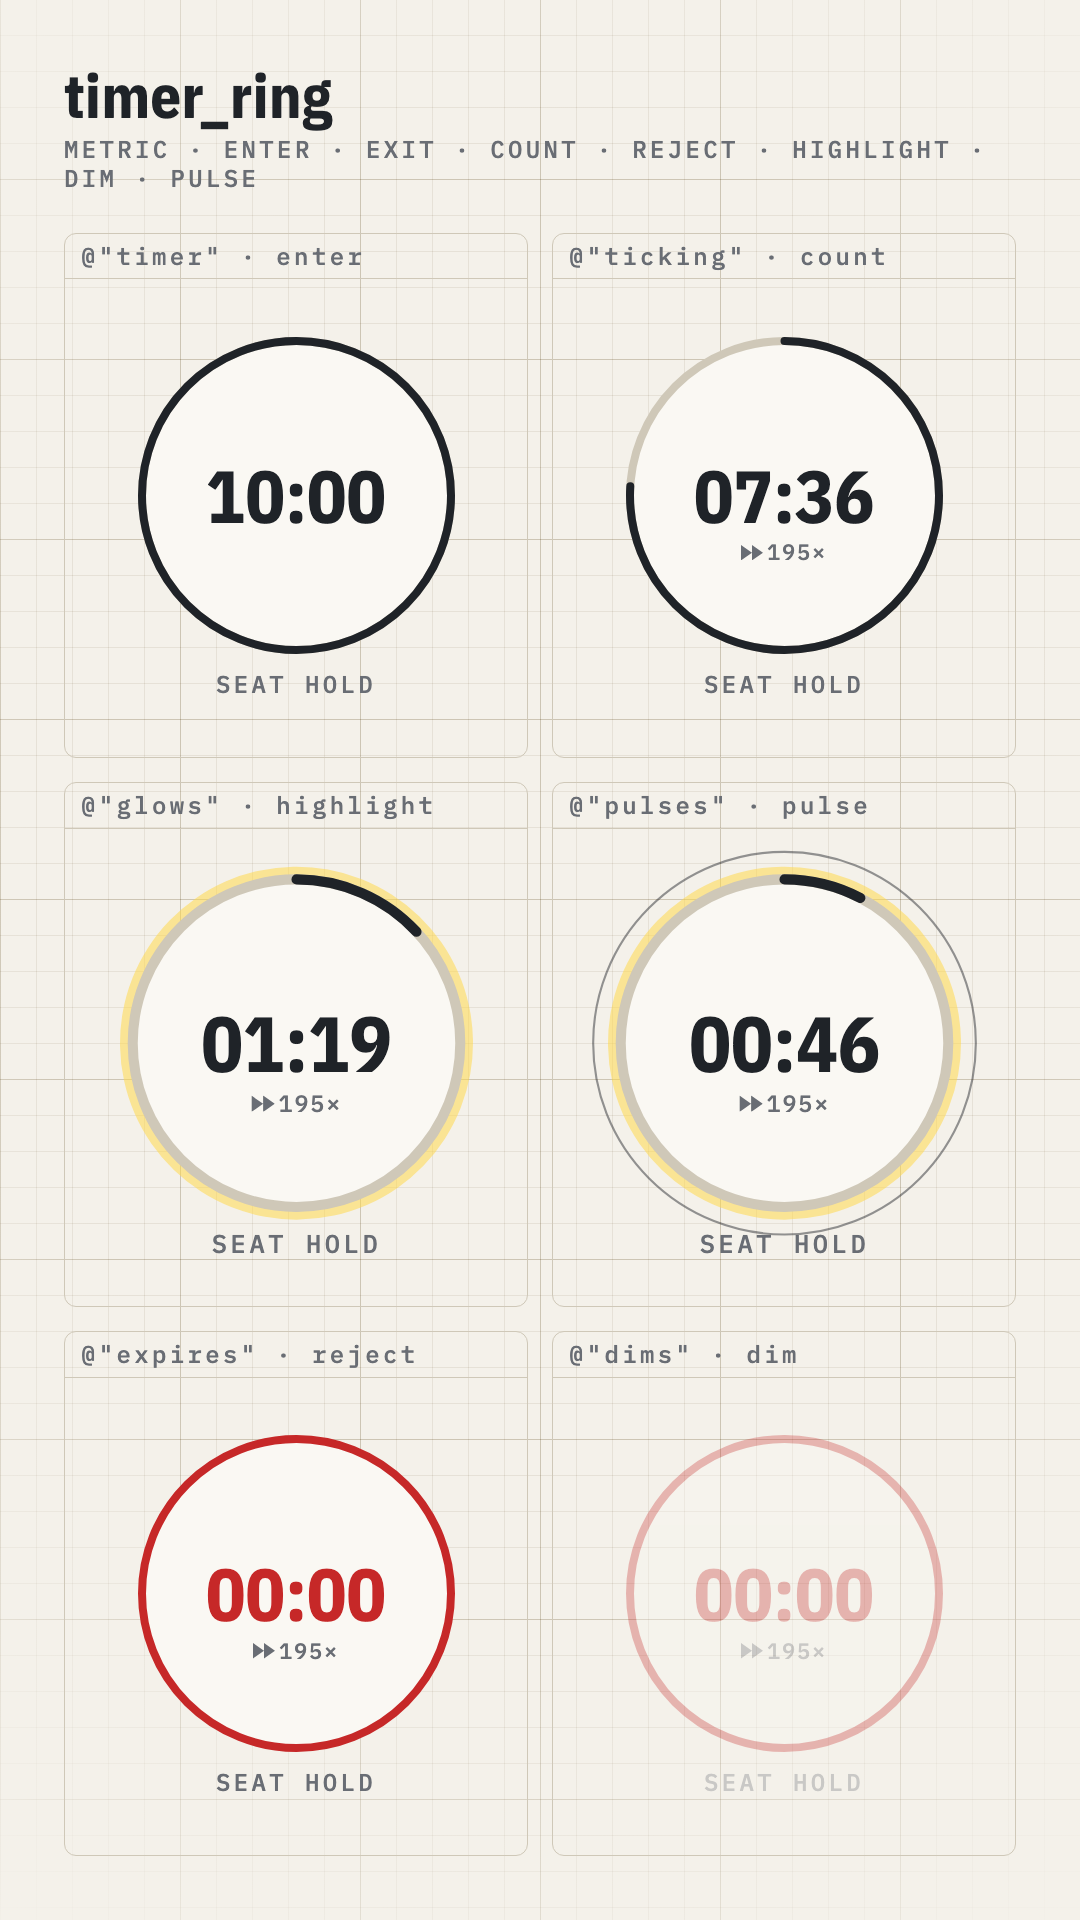 timer_ring
METRIC · ENTER · EXIT · COUNT · REJECT · HIGHLIGHT ·
DIM · PULSE
@"timer" · enter
10:00
SEAT HOLD
@"ticking" · count
07:36
195×
SEAT HOLD
@"glows" · highlight
01:19
195×
SEAT HOLD
@"pulses" · pulse
00:46
195×
SEAT HOLD
@"expires" · reject
00:00
195×
SEAT HOLD
@"dims" · dim
00:00
195×
SEAT HOLD